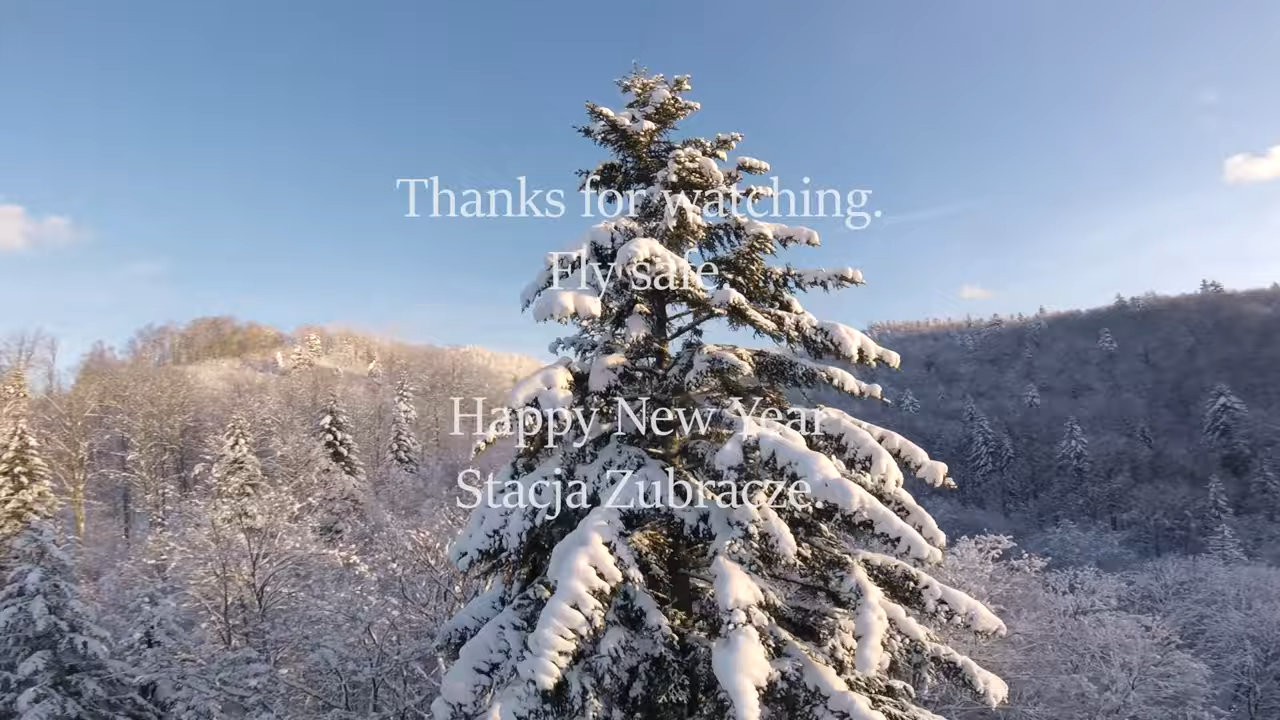 Thanks for watching.
Fly safe.
Happy New Year
Stacja Zubracze.